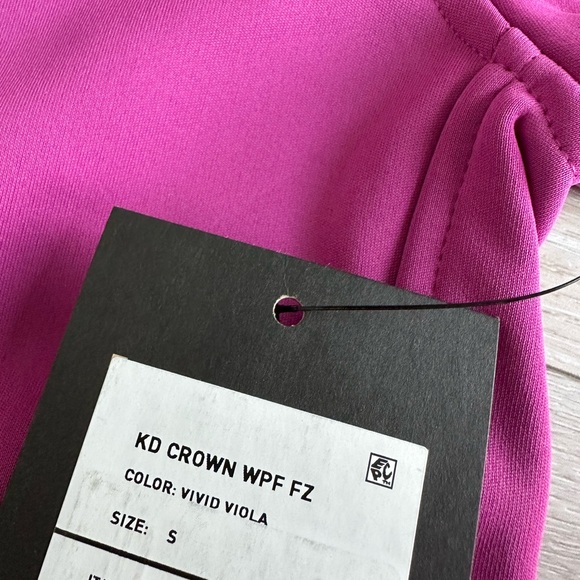 KD CROWN WPF FZ
COLOR: VIVID VIOLA
SIZE: S